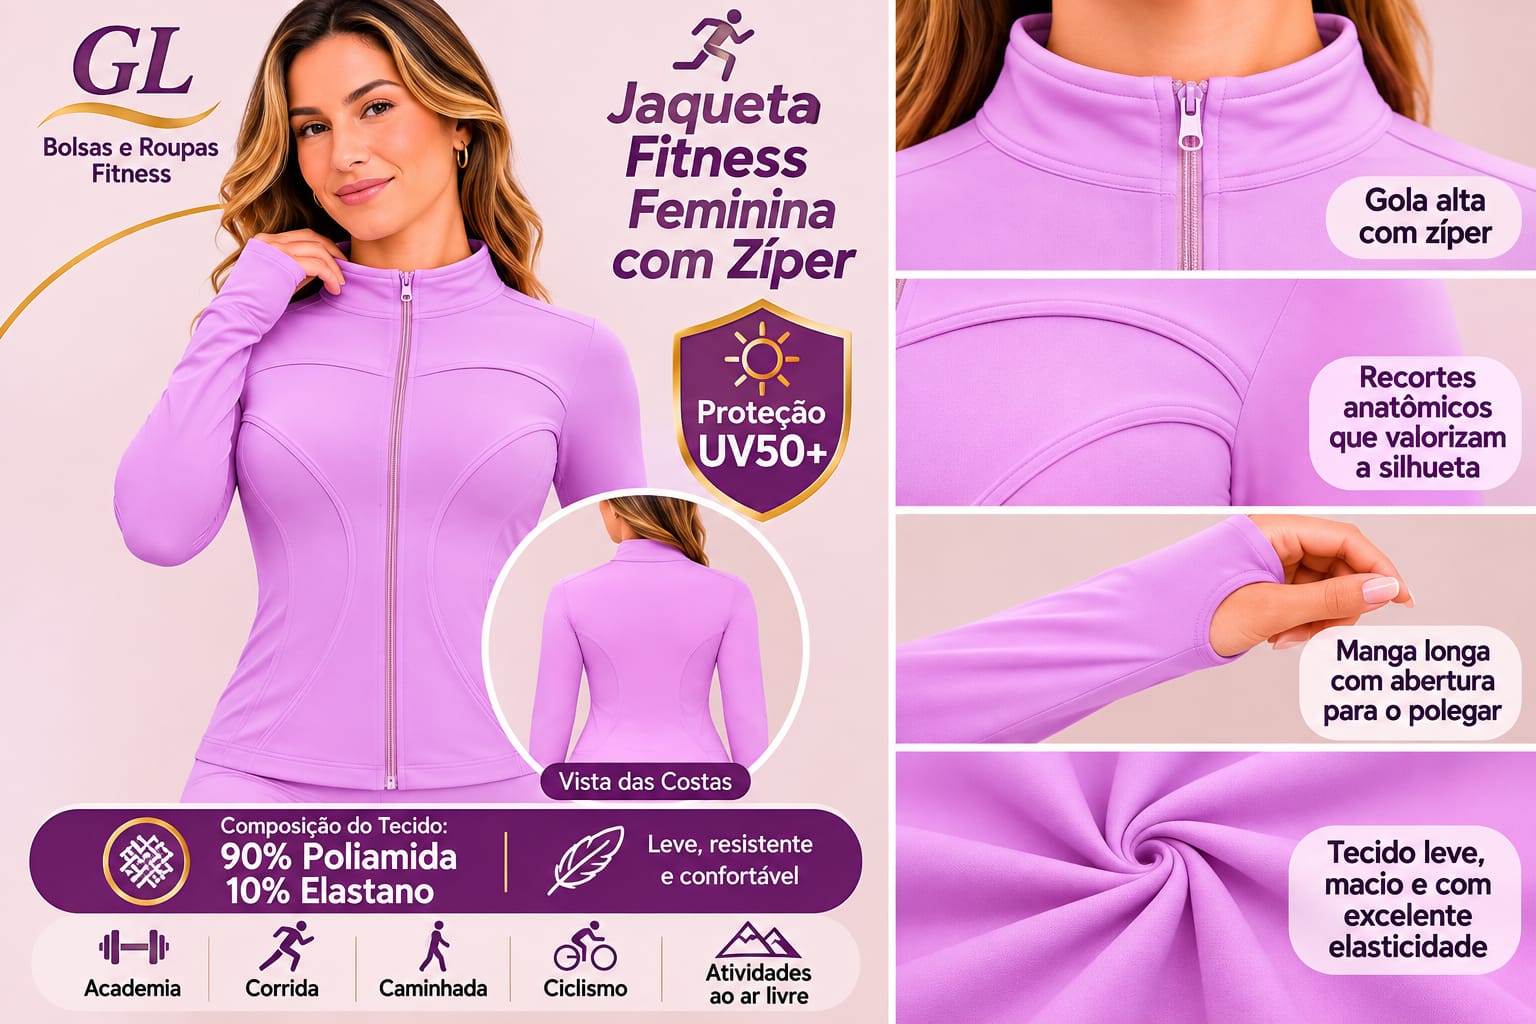 GL
Bolsas e Roupas
Fitness
Jaqueta
Fitness
Feminina
com Zíper
Proteção
UV50+
Vista das Costas
Composição do Tecido:
90% Poliamida
10% Elastano
Leve, resistente
e confortável
Academia
Corrida
Caminhada
Ciclismo
Atividades
ao ar livre
Gola alta
com zíper
Recortes
anatômicos
que valorizam
a silhueta
Manga longa
com abertura
para o polegar
Tecido leve,
macio e com
excelente
elasticidade